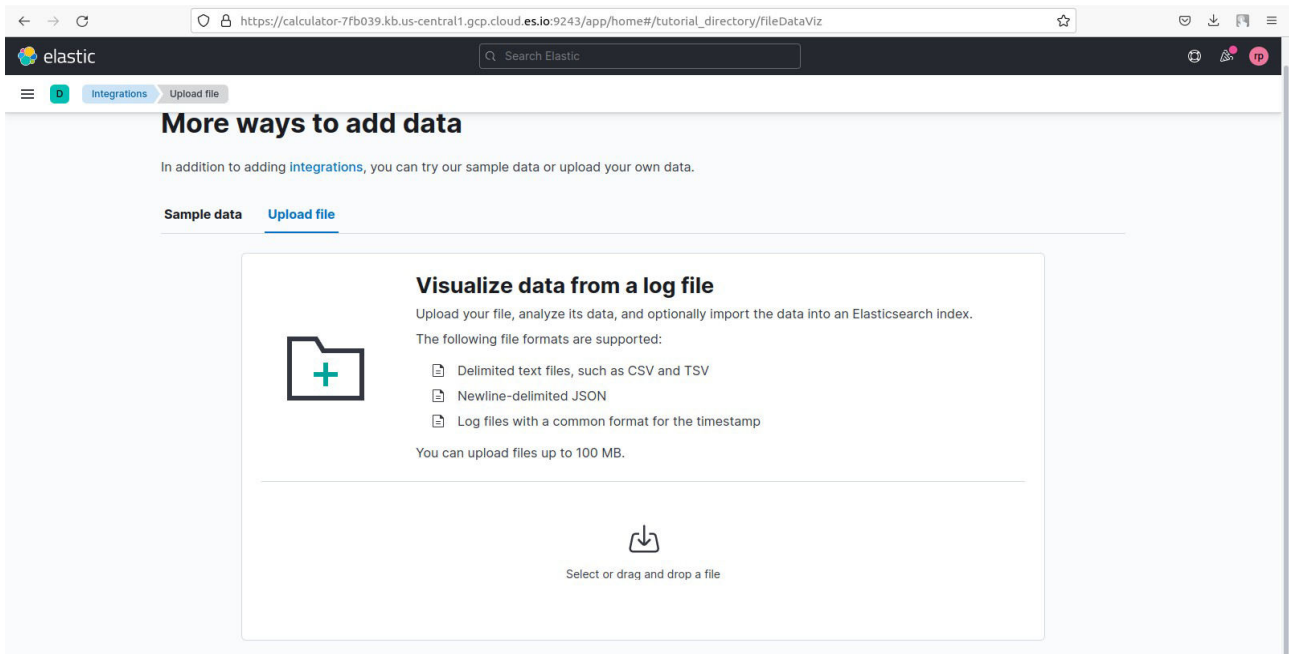 https://calculator-7fb039.kb.us-central1.gcp.cloud.es.io:9243/app/home#/tutorial_directory/fileDataViz
elastic
Search Elastic
rp
D
Integrations
Upload file
More ways to add data
In addition to adding integrations, you can try our sample data or upload your own data.
Sample data
Upload file
Visualize data from a log file
Upload your file, analyze its data, and optionally import the data into an Elasticsearch index.
The following file formats are supported:
Delimited text files, such as CSV and TSV
Newline-delimited JSON
Log files with a common format for the timestamp
You can upload files up to 100 MB.
Select or drag and drop a file